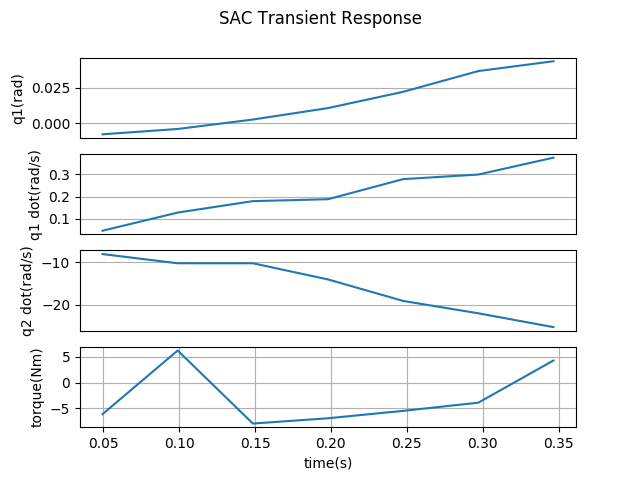 SAC Transient Response
q1(rad)
0.025
0.000
q1 dot(rad/s)
0.3
0.2
0.1
q2 dot(rad/s)
−10
−20
torque(Nm)
5
0
−5
0.05 0.10 0.15 0.20 0.25 0.30 0.35
time(s)